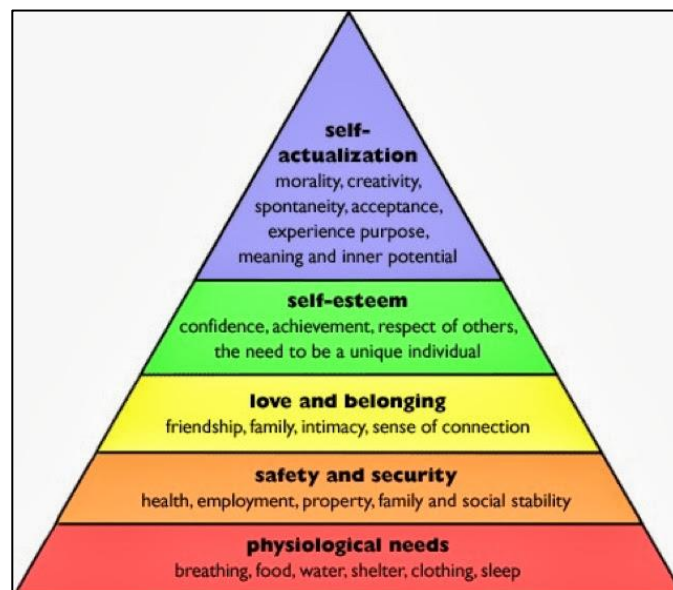 self-
actualization
morality, creativity,
spontaneity, acceptance,
experience purpose,
meaning and inner potential
self-esteem
confidence, achievement, respect of others,
the need to be a unique individual
love and belonging
friendship, family, intimacy, sense of connection
safety and security
health, employment, property, family and social stability
physiological needs
breathing, food, water, shelter, clothing, sleep